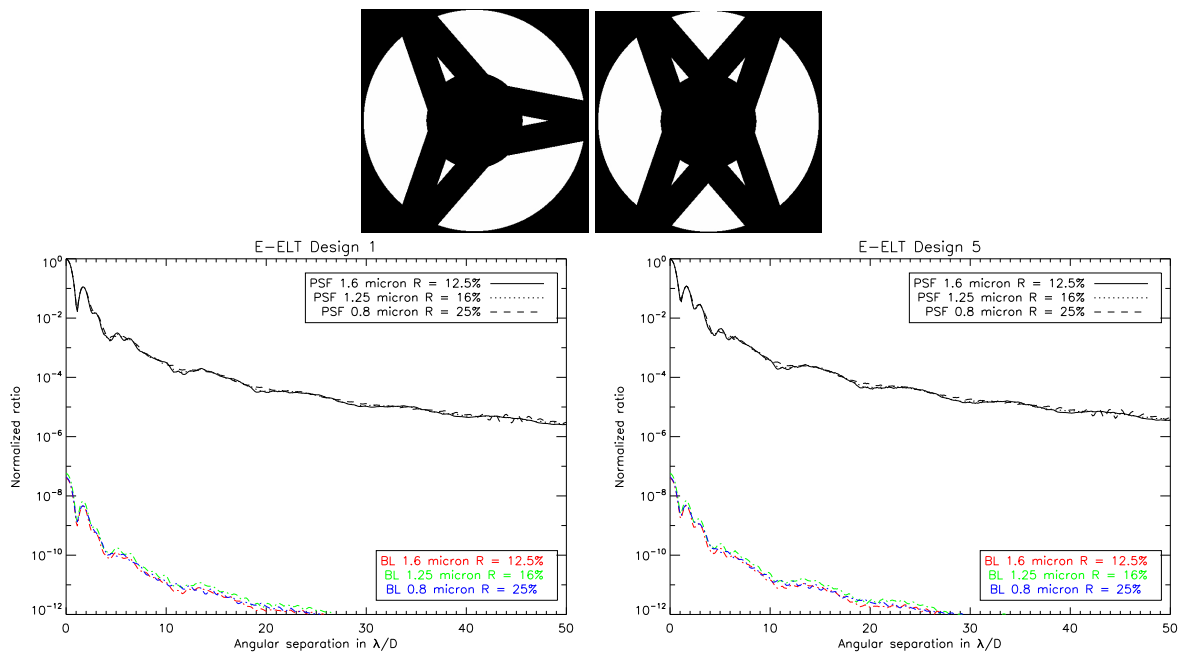 E-ELT Design 1
10⁰
10⁻²
10⁻⁴
10⁻⁶
10⁻⁸
10⁻¹⁰
10⁻¹²
Normalized ratio
PSF 1.6 micron R = 12.5%
PSF 1.25 micron R = 16%
PSF 0.8 micron R = 25%
BL 1.6 micron R = 12.5%
BL 1.25 micron R = 16%
BL 0.8 micron R = 25%
0 10 20 30 40 50
Angular separation in λ/D
E-ELT Design 5
10⁰
10⁻²
10⁻⁴
10⁻⁶
10⁻⁸
10⁻¹⁰
10⁻¹²
Normalized ratio
PSF 1.6 micron R = 12.5%
PSF 1.25 micron R = 16%
PSF 0.8 micron R = 25%
BL 1.6 micron R = 12.5%
BL 1.25 micron R = 16%
BL 0.8 micron R = 25%
0 10 20 30 40 50
Angular separation in λ/D